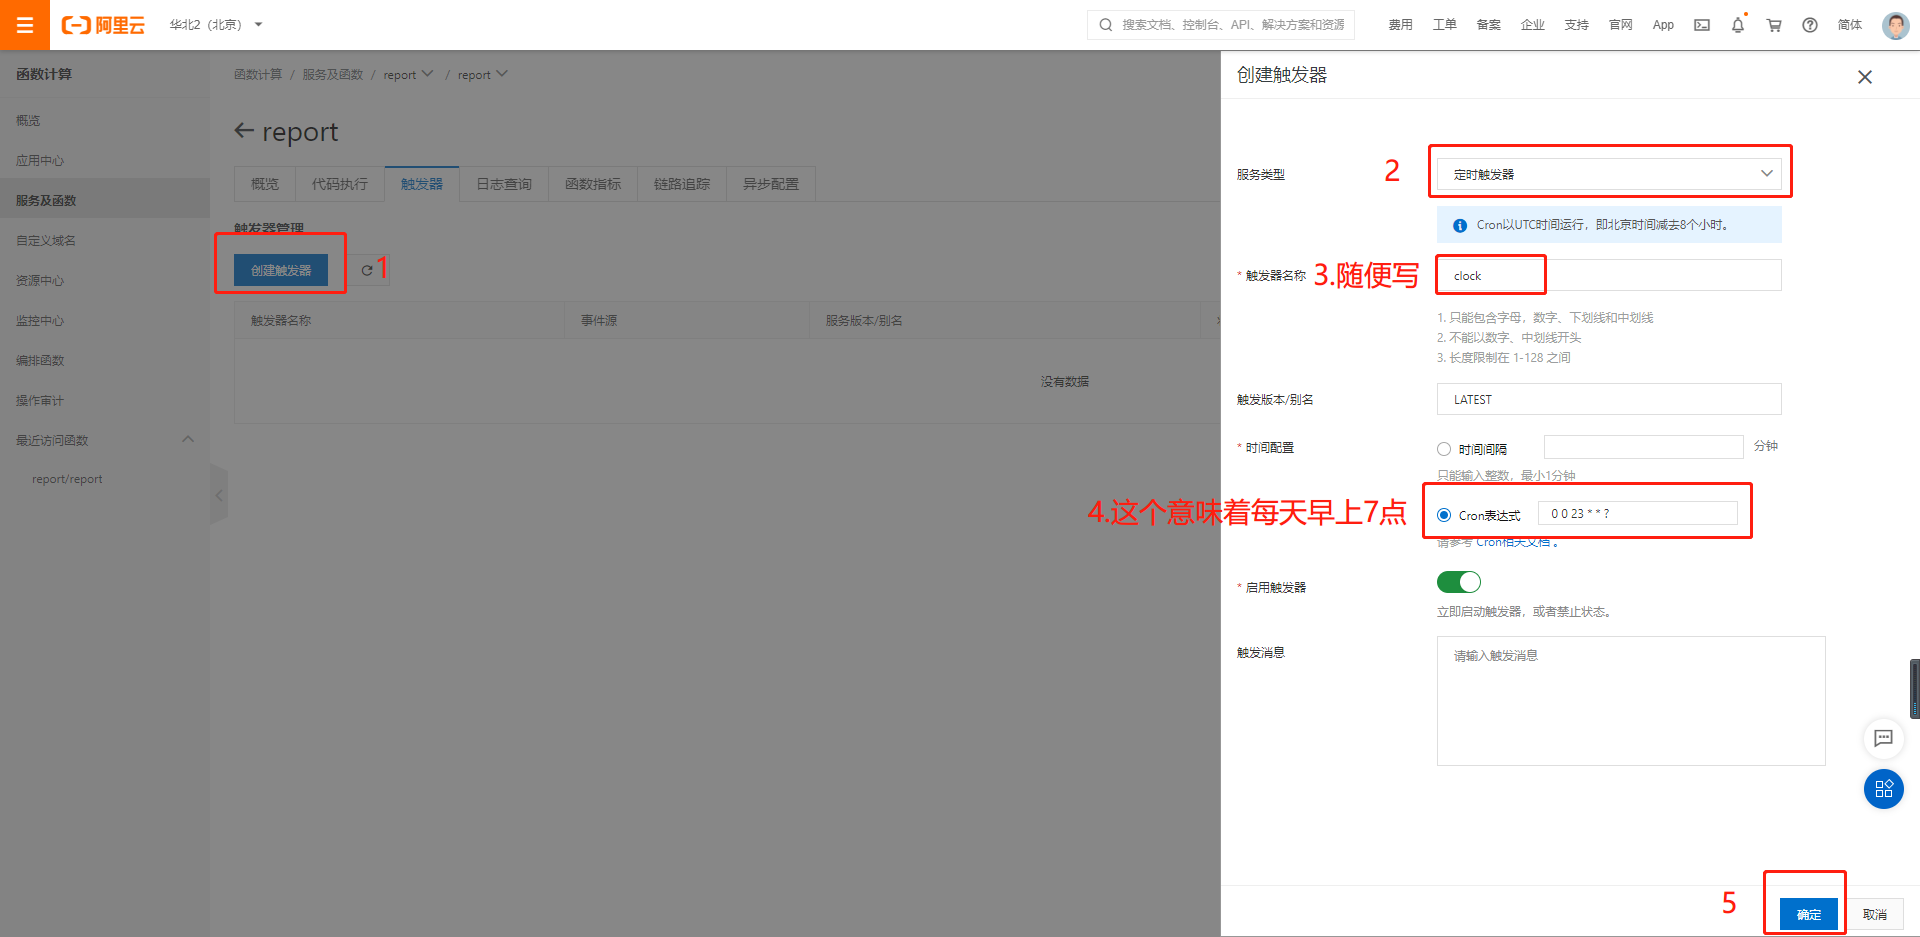 阿里云
华北2（北京）
搜索文档、控制台、API、解决方案和资源
费用 工单 备案 企业 支持 官网 App 简体
函数计算
概览
应用中心
服务及函数
自定义域名
资源中心
监控中心
编排函数
操作审计
最近访问函数
report/report
函数计算 / 服务及函数 / report / report
report
概览 代码执行 触发器 日志查询 函数指标 链路追踪 异步配置
触发器管理
创建触发器
1
触发器名称 事件源 服务版本/别名
没有数据
创建触发器
服务类型
2
定时触发器
Cron以UTC时间运行，即北京时间减去8个小时。
* 触发器名称
3.随便写
clock
1. 只能包含字母，数字、下划线和中划线
2. 不能以数字、中划线开头
3. 长度限制在 1-128 之间
触发版本/别名
LATEST
* 时间配置
时间间隔
分钟
只能输入整数，最小1分钟
4.这个意味着每天早上7点
Cron表达式
0 0 23 * * ?
请参考 Cron相关文档 。
* 启用触发器
立即启动触发器，或者禁止状态。
触发消息
请输入触发消息
5
确定
取消